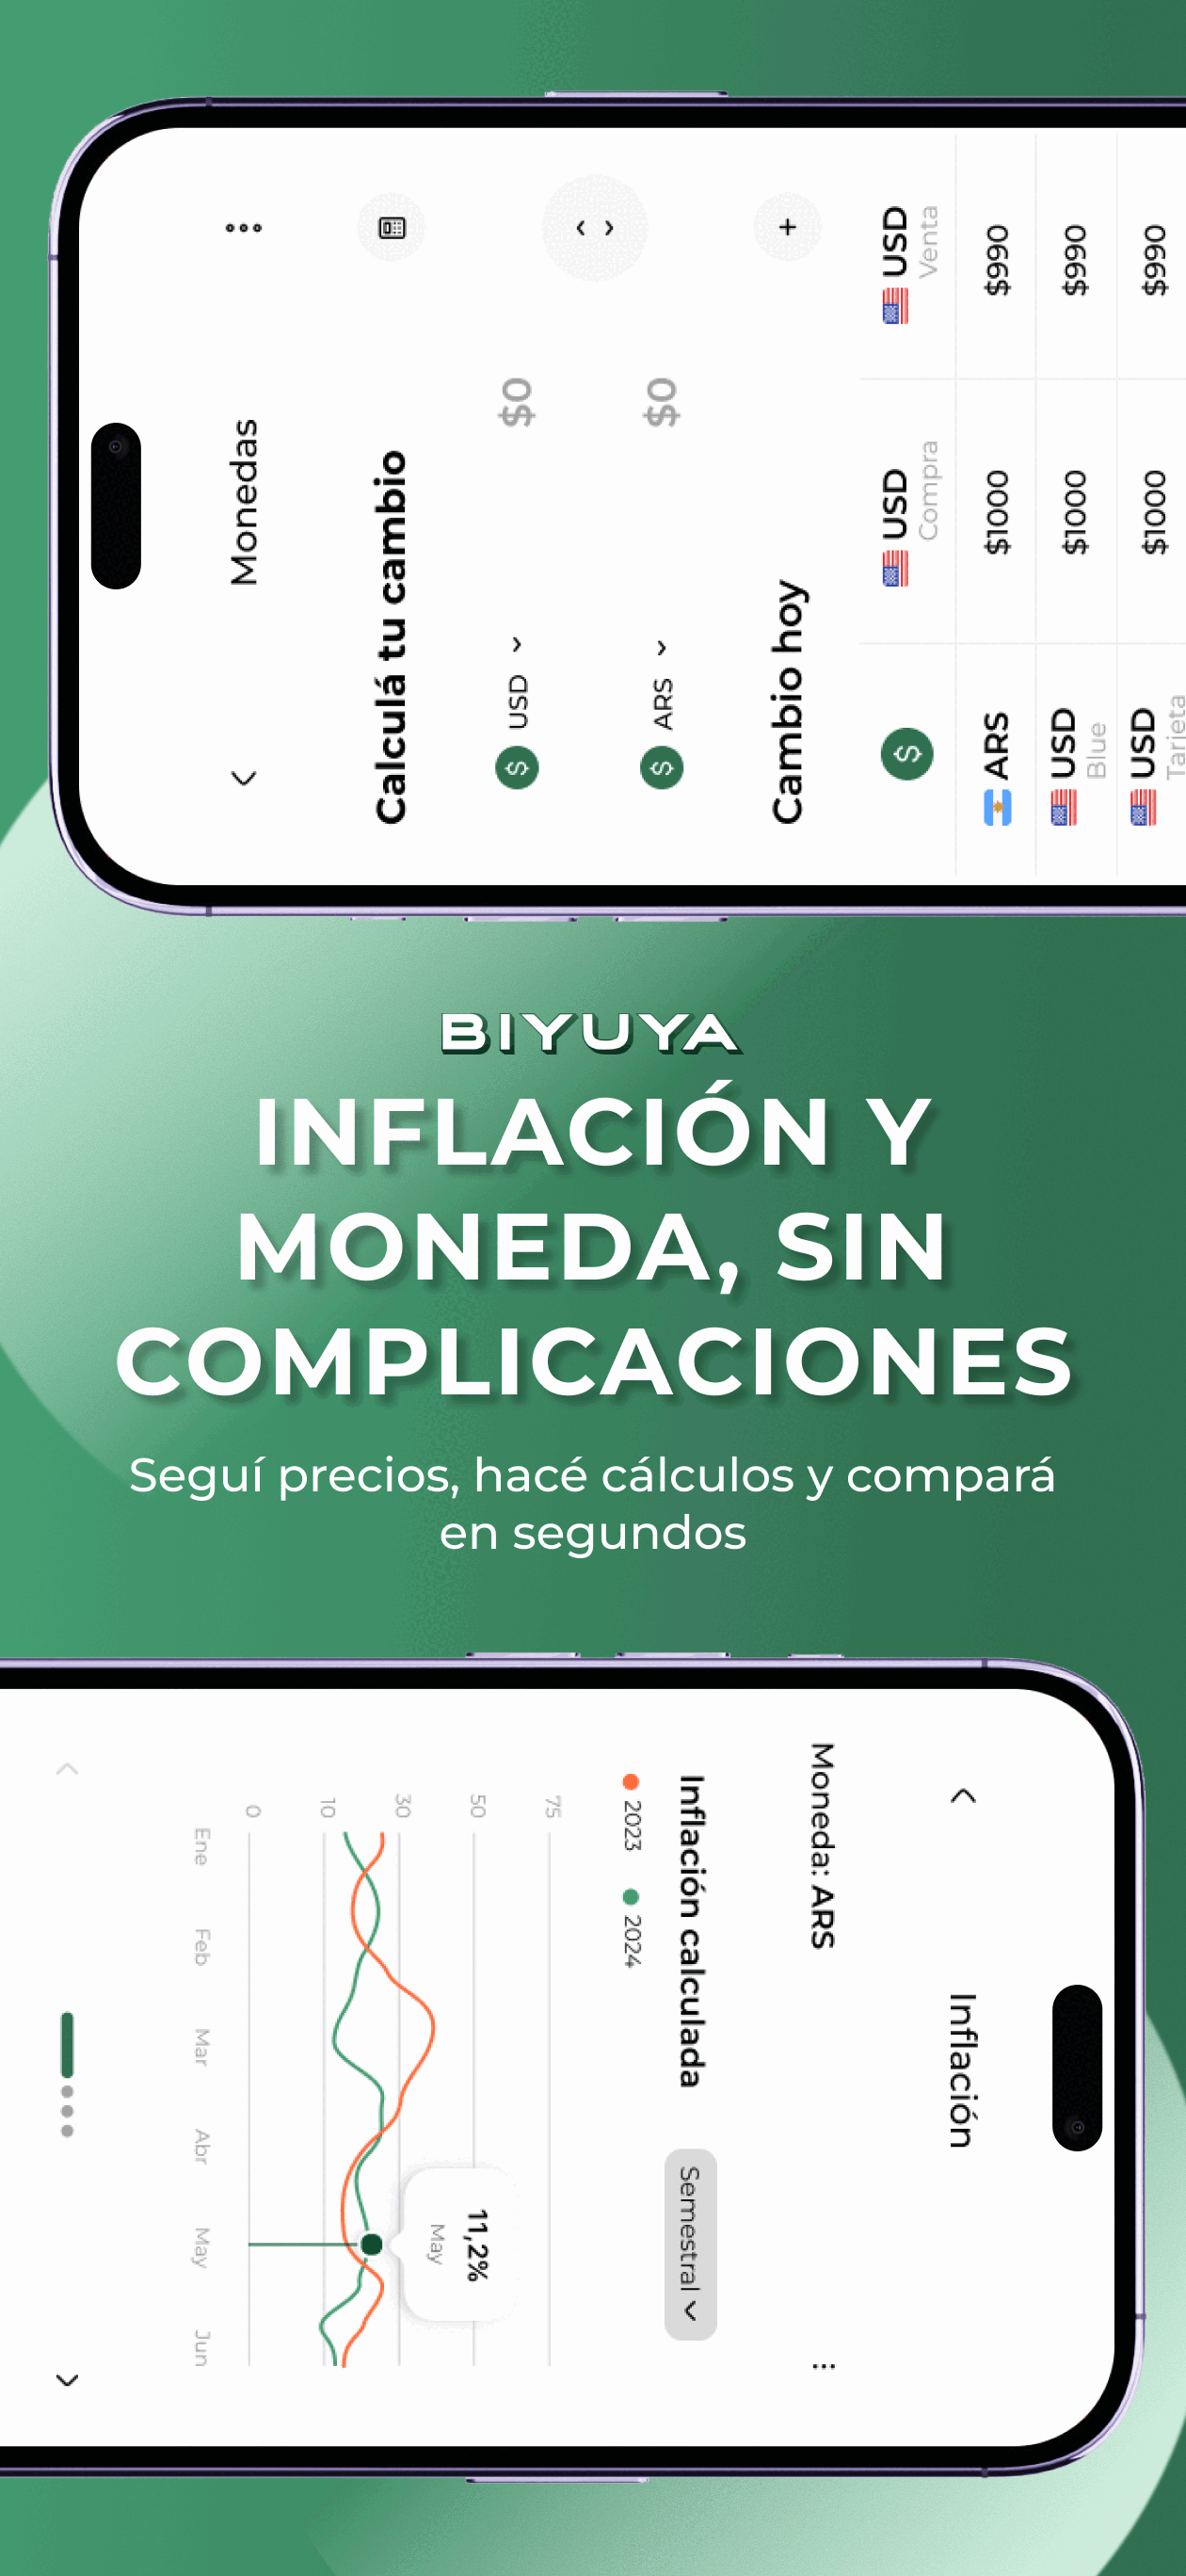 Monedas
Calculá tu cambio
USD $0
ARS $0
Cambio hoy
$ USD USD
Compra Venta
ARS $1000 $990
USD $1000 $990
Blue
USD $1000 $990
Tarjeta
BIYUYA
INFLACIÓN Y
MONEDA, SIN
COMPLICACIONES
Seguí precios, hacé cálculos y compará
en segundos
Inflación
Moneda: ARS
Inflación calculada Semestral
2023 2024
75
50
30
10
0
11,2%
May
Ene Feb Mar Abr May Jun